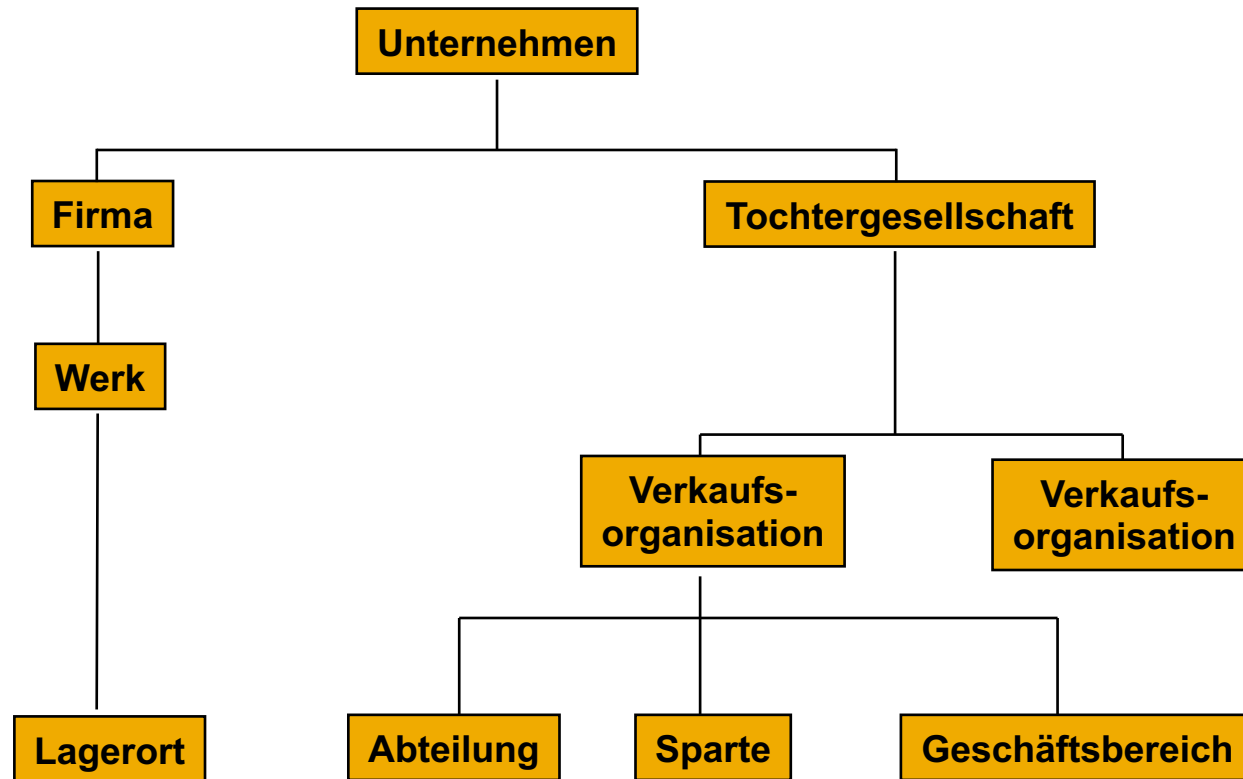 Unternehmen
Firma
Tochtergesellschaft
Werk
Verkaufs-
organisation
Verkaufs-
organisation
Lagerort
Abteilung
Sparte
Geschäftsbereich